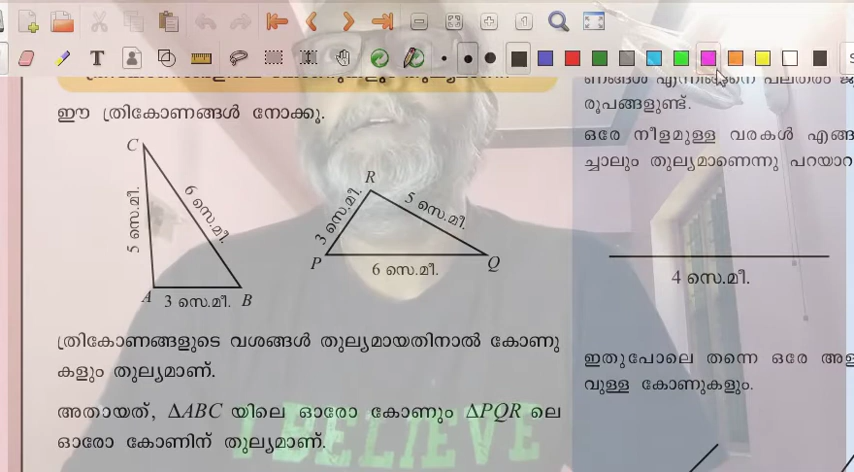 ഈ ത്രികോണങ്ങൾ നോക്കൂ.
C
5 സെ.മീ.
6 സെ.മീ.
A 3 സെ.മീ. B
R
3 സെ.മീ.
5 സെ.മീ.
P
6 സെ.മീ.
Q
ത്രികോണങ്ങളുടെ വശങ്ങൾ തുല്യമായതിനാൽ കോണു
കളും തുല്യമാണ്.
അതായത്, ΔABC യിലെ ഓരോ കോണും ΔPQR ലെ
ഓരോ കോണിന് തുല്യമാണ്.
രൂപങ്ങളുണ്ട്.
ഒരേ നീളമുള്ള വരകൾ
ച്ചാലും തുല്യമാണെന്നു
4 സെ.മീ.
ഇതുപോലെ തന്നെ ഒരേ
വുള്ള കോണുകളും.
I BELIEVE